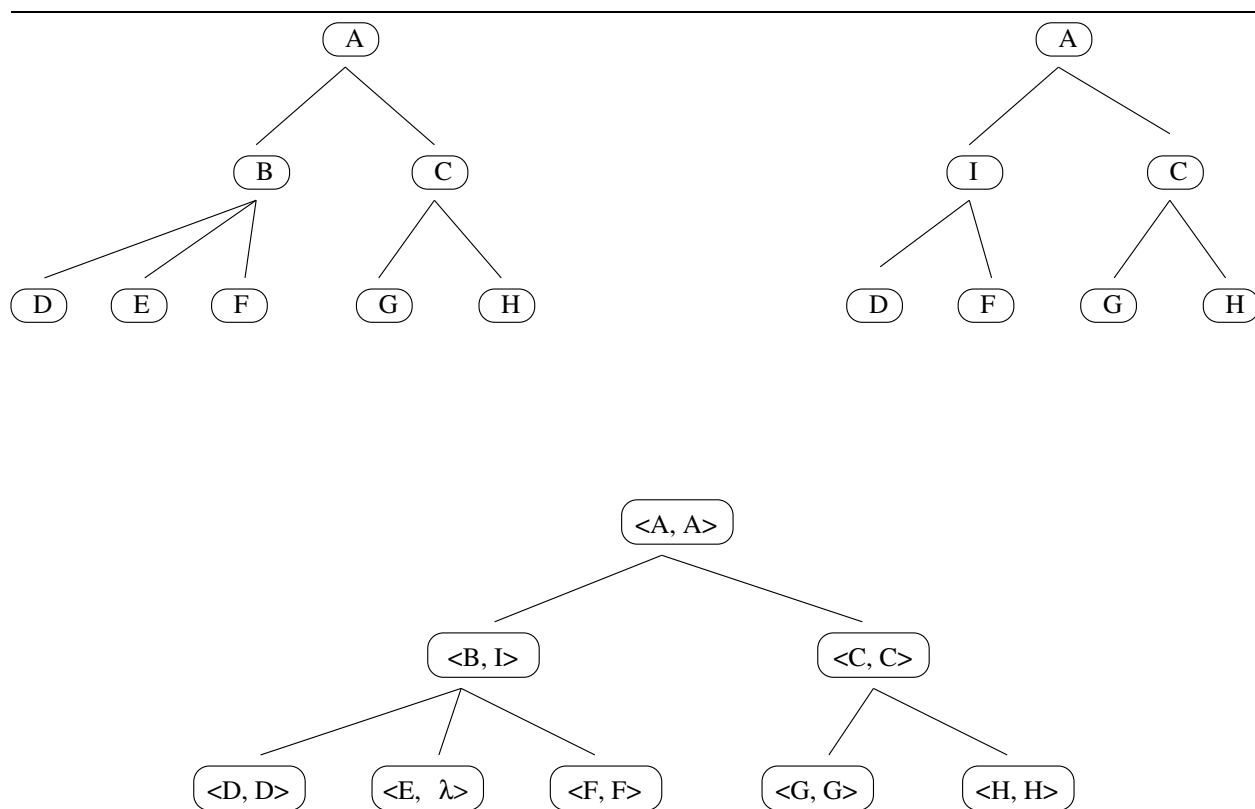 A A
B C I C
D E F G H D F G H
<A, A>
<B, I> <C, C>
<D, D> <E, λ> <F, F> <G, G> <H, H>